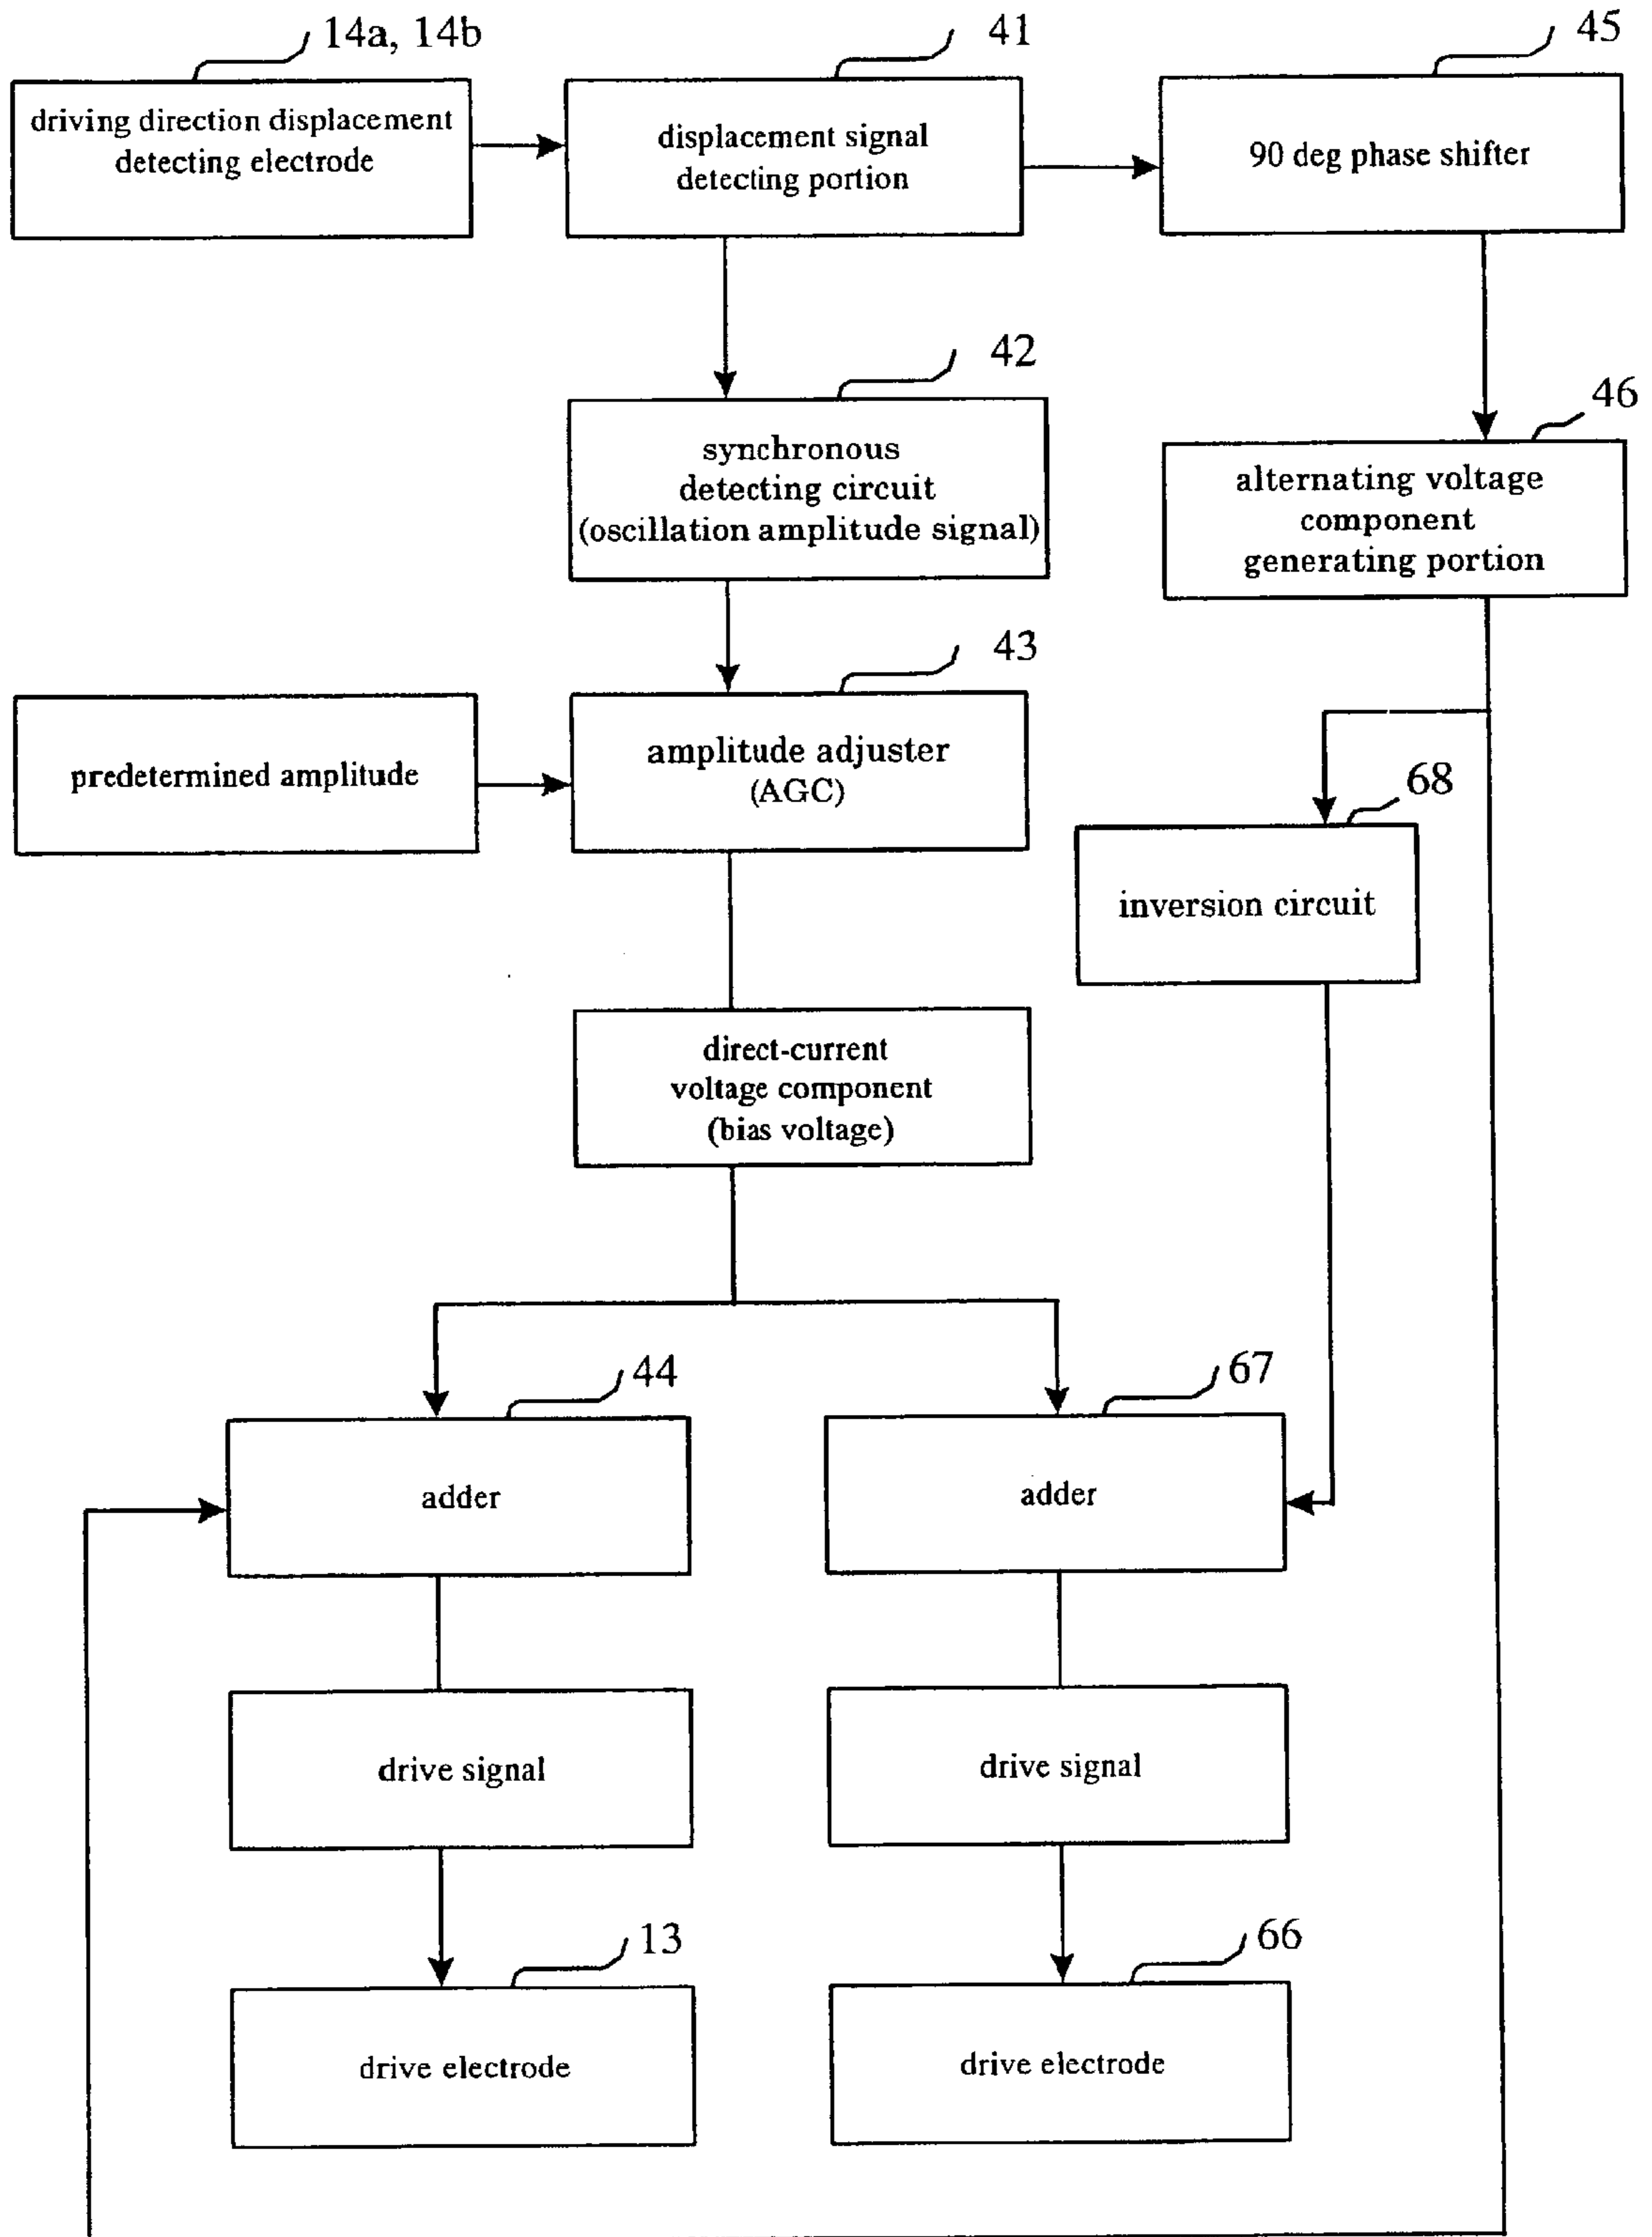 14a, 14b
41
45
driving direction displacement
detecting electrode
displacement signal
detecting portion
90 deg phase shifter
42
46
synchronous
detecting circuit
(oscillation amplitude signal)
alternating voltage
component
generating portion
43
predetermined amplitude
amplitude adjuster
(AGC)
68
inversion circuit
direct-current
voltage component
(bias voltage)
44
67
adder
adder
drive signal
drive signal
13
66
drive electrode
drive electrode